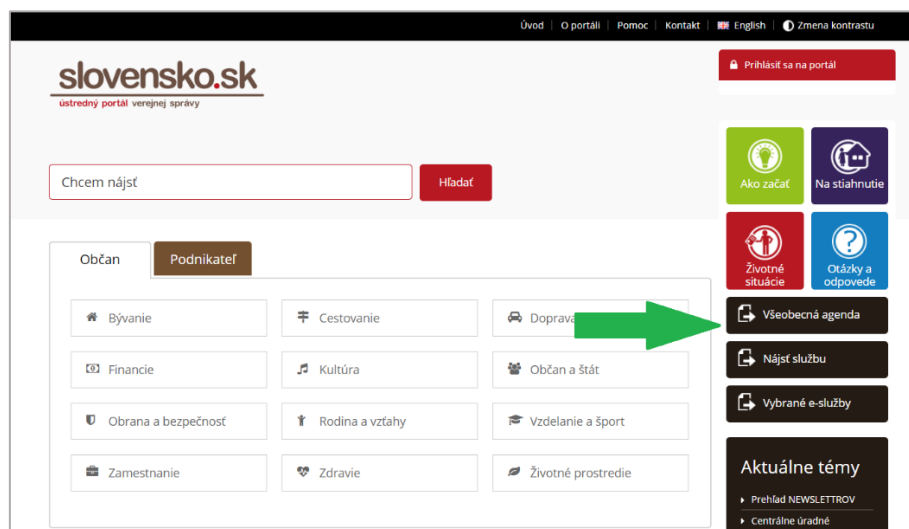 Úvod | O portáli | Pomoc | Kontakt | English | Zmena kontrastu
slovensko.sk
ústredný portál verejnej správy
Prihlásiť sa na portál
Chcem nájsť
Hľadať
Ako začať
Na stiahnutie
Životné situácie
Otázky a odpovede
Občan
Podnikateľ
Bývanie
Cestovanie
Doprava
Financie
Kultúra
Občan a štát
Obrana a bezpečnosť
Rodina a vzťahy
Vzdelanie a šport
Zamestnanie
Zdravie
Životné prostredie
Všeobecná agenda
Nájsť službu
Vybrané e-služby
Aktuálne témy
Prehľad NEWSLETTROV
Centrálne úradné